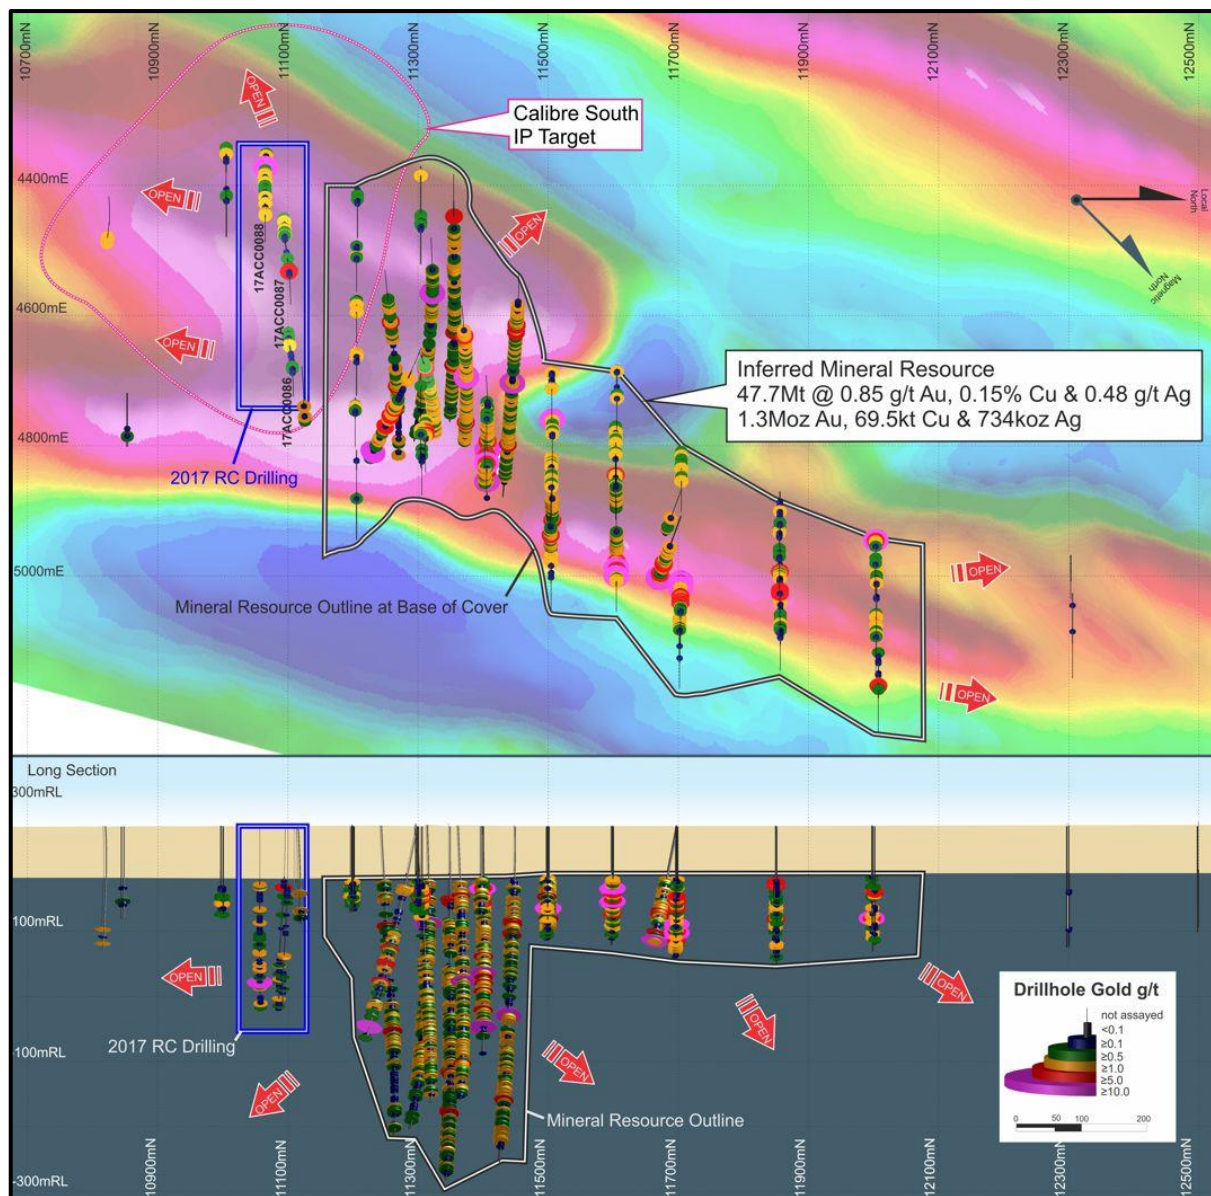 10700mN
10900mN
11100mN
11300mN
11500mN
11700mN
11900mN
12100mN
12300mN
12500mN
OPEN
Calibre South
IP Target
4400mE
OPEN
OPEN
Local
North
Magnetic
North
17ACC0088
17ACC0087
17ACC0086
4600mE
OPEN
Inferred Mineral Resource
47.7Mt @ 0.85 g/t Au, 0.15% Cu & 0.48 g/t Ag
1.3Moz Au, 69.5kt Cu & 734koz Ag
4800mE
2017 RC Drilling
5000mE
OPEN
Mineral Resource Outline at Base of Cover
OPEN
Long Section
300mRL
100mRL
OPEN
OPEN
Drillhole Gold g/t
not assayed
<0.1
≥0.1
≥0.5
≥1.0
≥5.0
≥10.0
0 50 100 200
OPEN
2017 RC Drilling
-100mRL
OPEN
OPEN
Mineral Resource Outline
-300mRL
10900mN
11100mN
11300mN
11500mN
11700mN
11900mN
12100mN
12300mN
12500mN